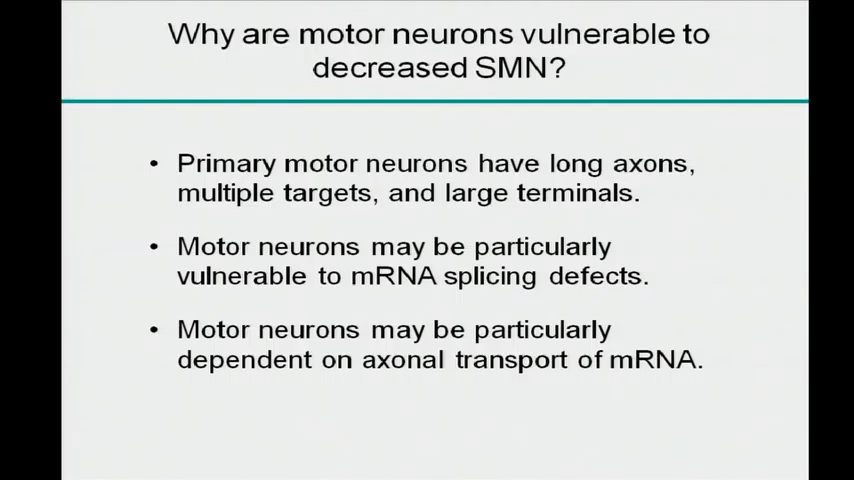 Why are motor neurons vulnerable to
decreased SMN?
• Primary motor neurons have long axons,
multiple targets, and large terminals.
• Motor neurons may be particularly
vulnerable to mRNA splicing defects.
• Motor neurons may be particularly
dependent on axonal transport of mRNA.